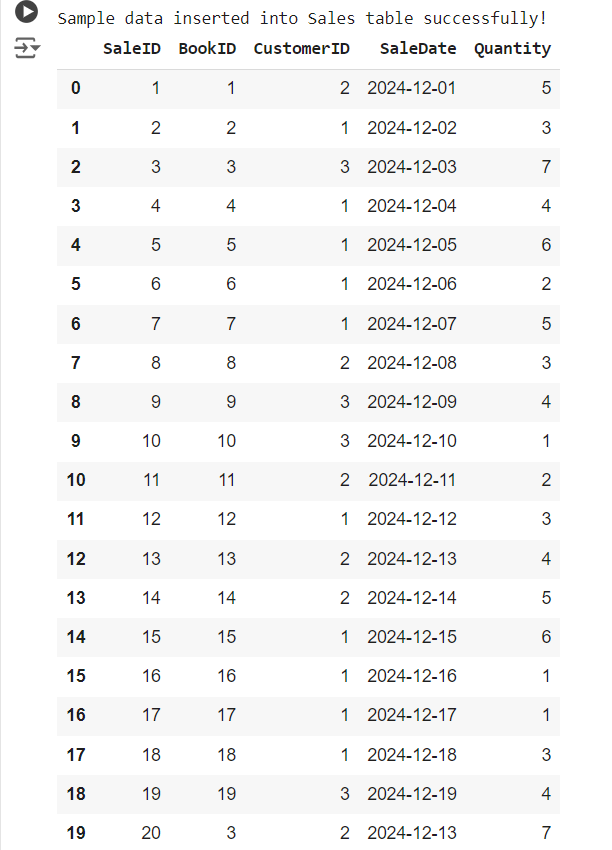 Sample data inserted into Sales table successfully!
SaleID BookID CustomerID SaleDate Quantity
0 1 1 2 2024-12-01 5
1 2 2 1 2024-12-02 3
2 3 3 3 2024-12-03 7
3 4 4 1 2024-12-04 4
4 5 5 1 2024-12-05 6
5 6 6 1 2024-12-06 2
6 7 7 1 2024-12-07 5
7 8 8 2 2024-12-08 3
8 9 9 3 2024-12-09 4
9 10 10 3 2024-12-10 1
10 11 11 2 2024-12-11 2
11 12 12 1 2024-12-12 3
12 13 13 2 2024-12-13 4
13 14 14 2 2024-12-14 5
14 15 15 1 2024-12-15 6
15 16 16 1 2024-12-16 1
16 17 17 1 2024-12-17 1
17 18 18 1 2024-12-18 3
18 19 19 3 2024-12-19 4
19 20 3 2 2024-12-13 7